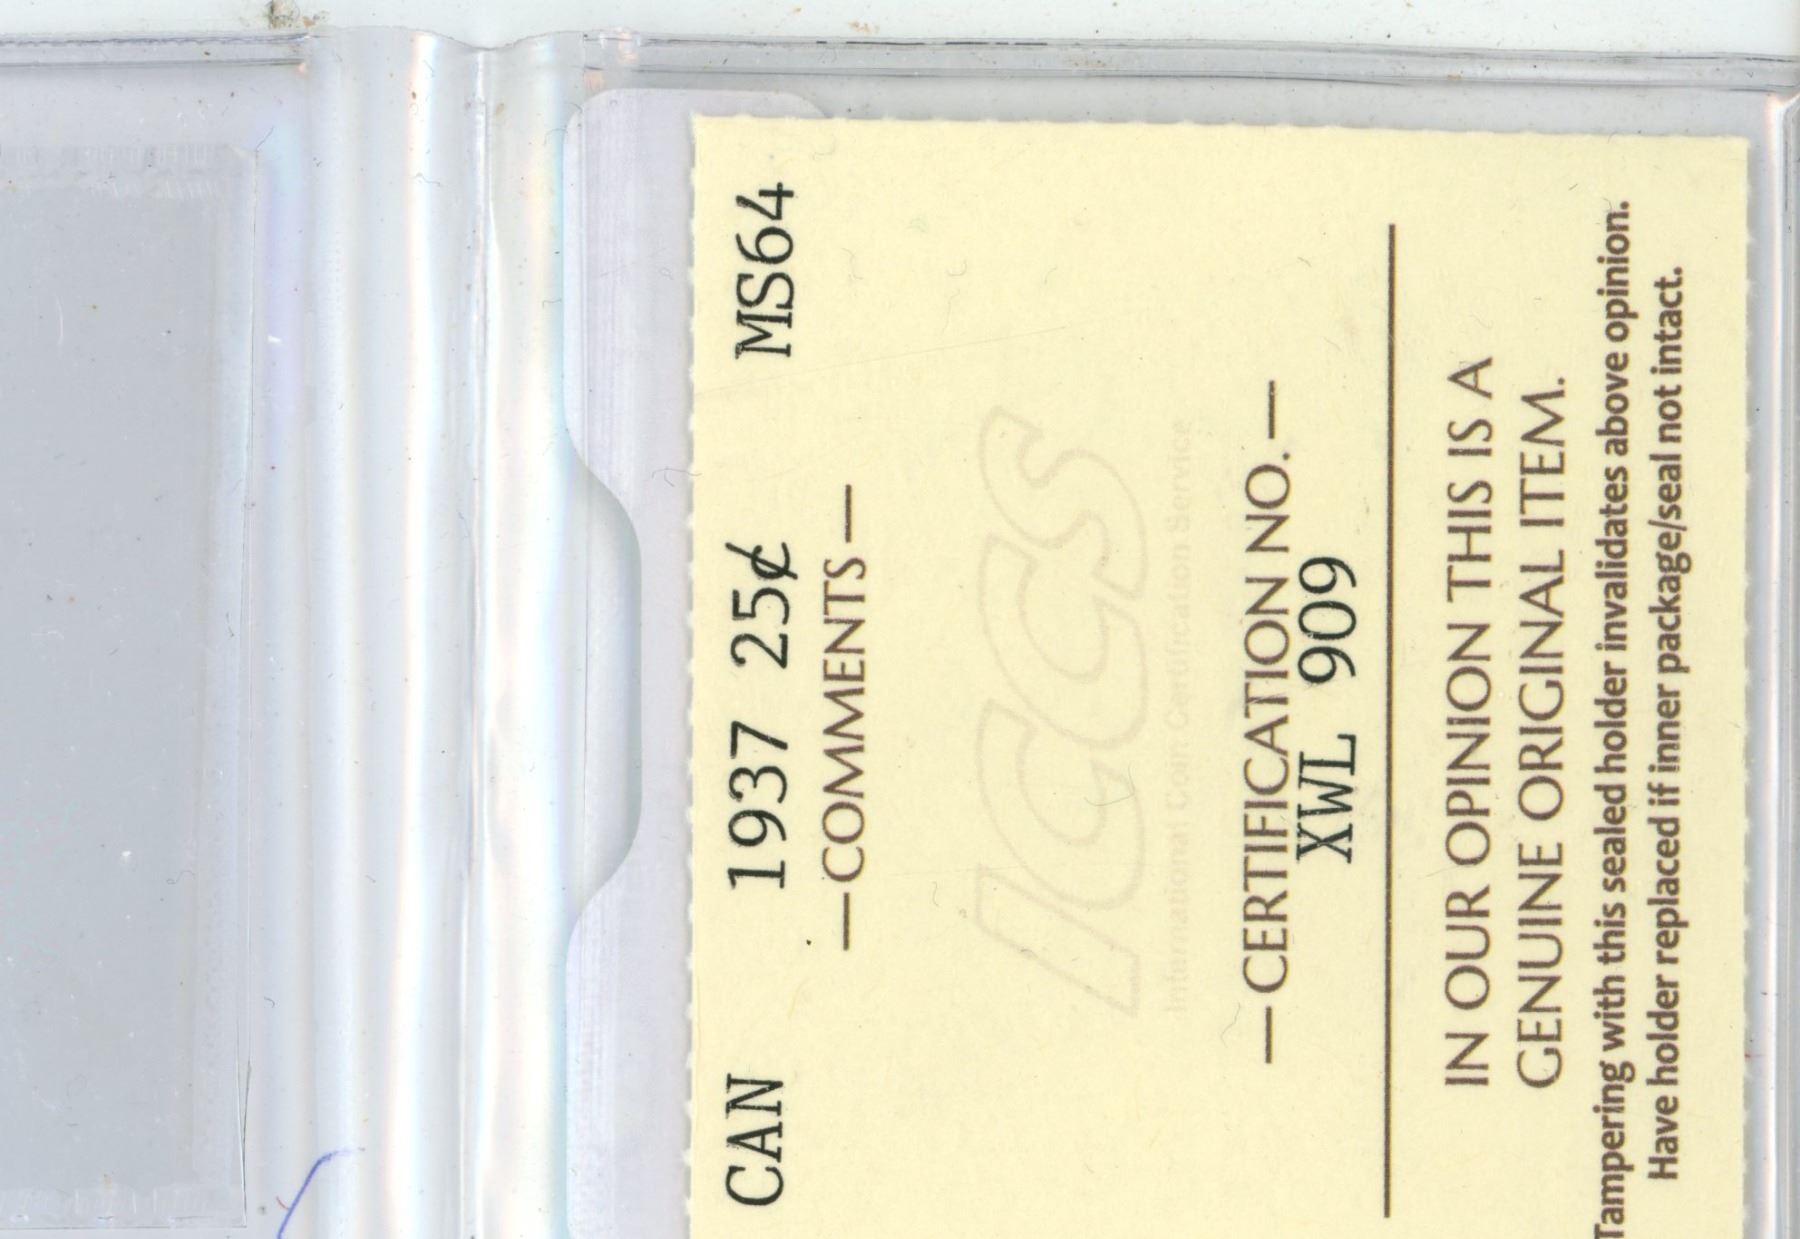 CAN 1937 25¢ MS64
—COMMENTS—
ICCS
International Coin Certification Service
—CERTIFICATION NO.—
XWL 909
IN OUR OPINION THIS IS A
GENUINE ORIGINAL ITEM.
Tampering with this sealed holder invalidates above opinion.
Have holder replaced if inner package/seal not intact.